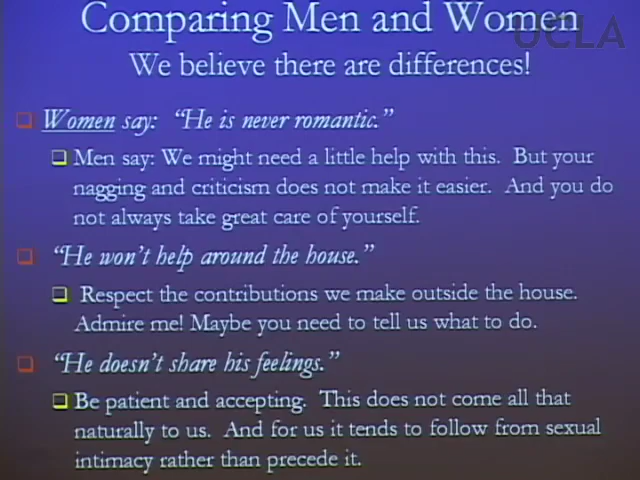 Comparing Men and Women
UCLA
We believe there are differences!
Women say: "He is never romantic."
Men say: We might need a little help with this. But your
nagging and criticism does not make it easier. And you do
not always take great care of yourself.
"He won't help around the house."
Respect the contributions we make outside the house.
Admire me! Maybe you need to tell us what to do.
"He doesn't share his feelings."
Be patient and accepting. This does not come all that
naturally to us. And for us it tends to follow from sexual
intimacy rather than precede it.